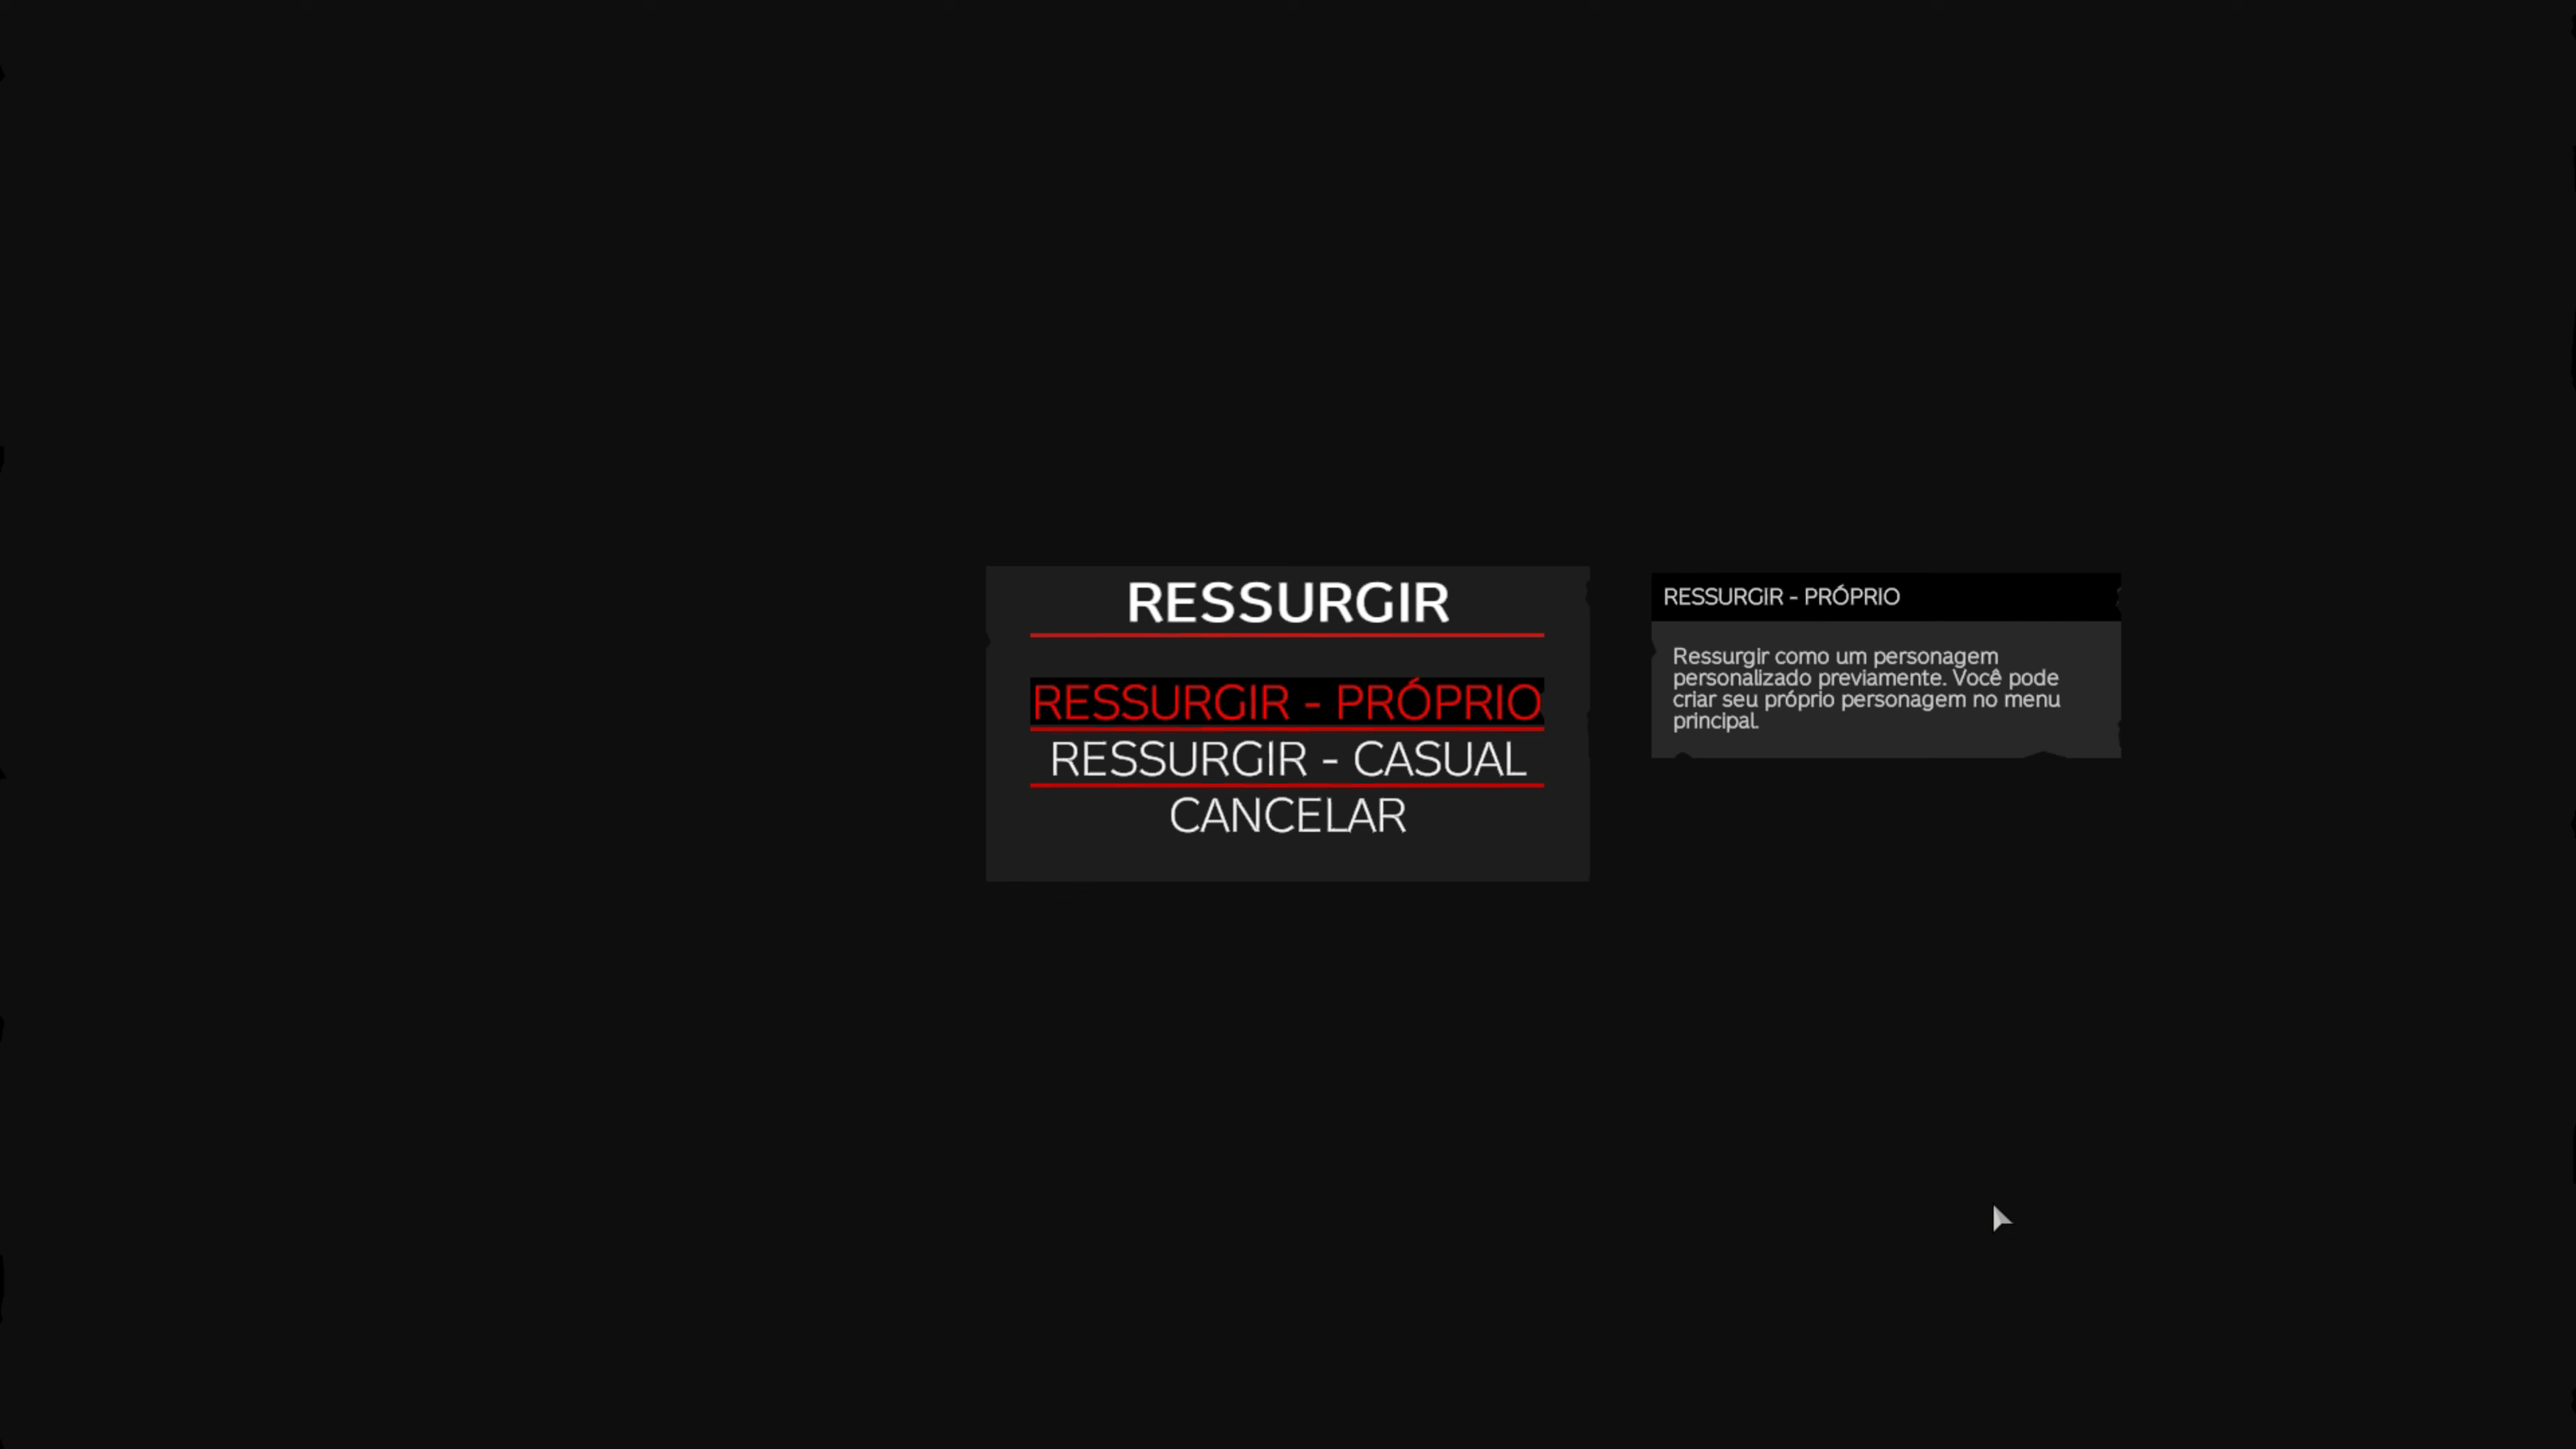 RESSURGIR
RESSURGIR - PRÓPRIO
RESSURGIR - CASUAL
CANCELAR
RESSURGIR - PRÓPRIO
Ressurgir como um personagem
personalizado previamente. Você pode
criar seu próprio personagem no menu
principal.